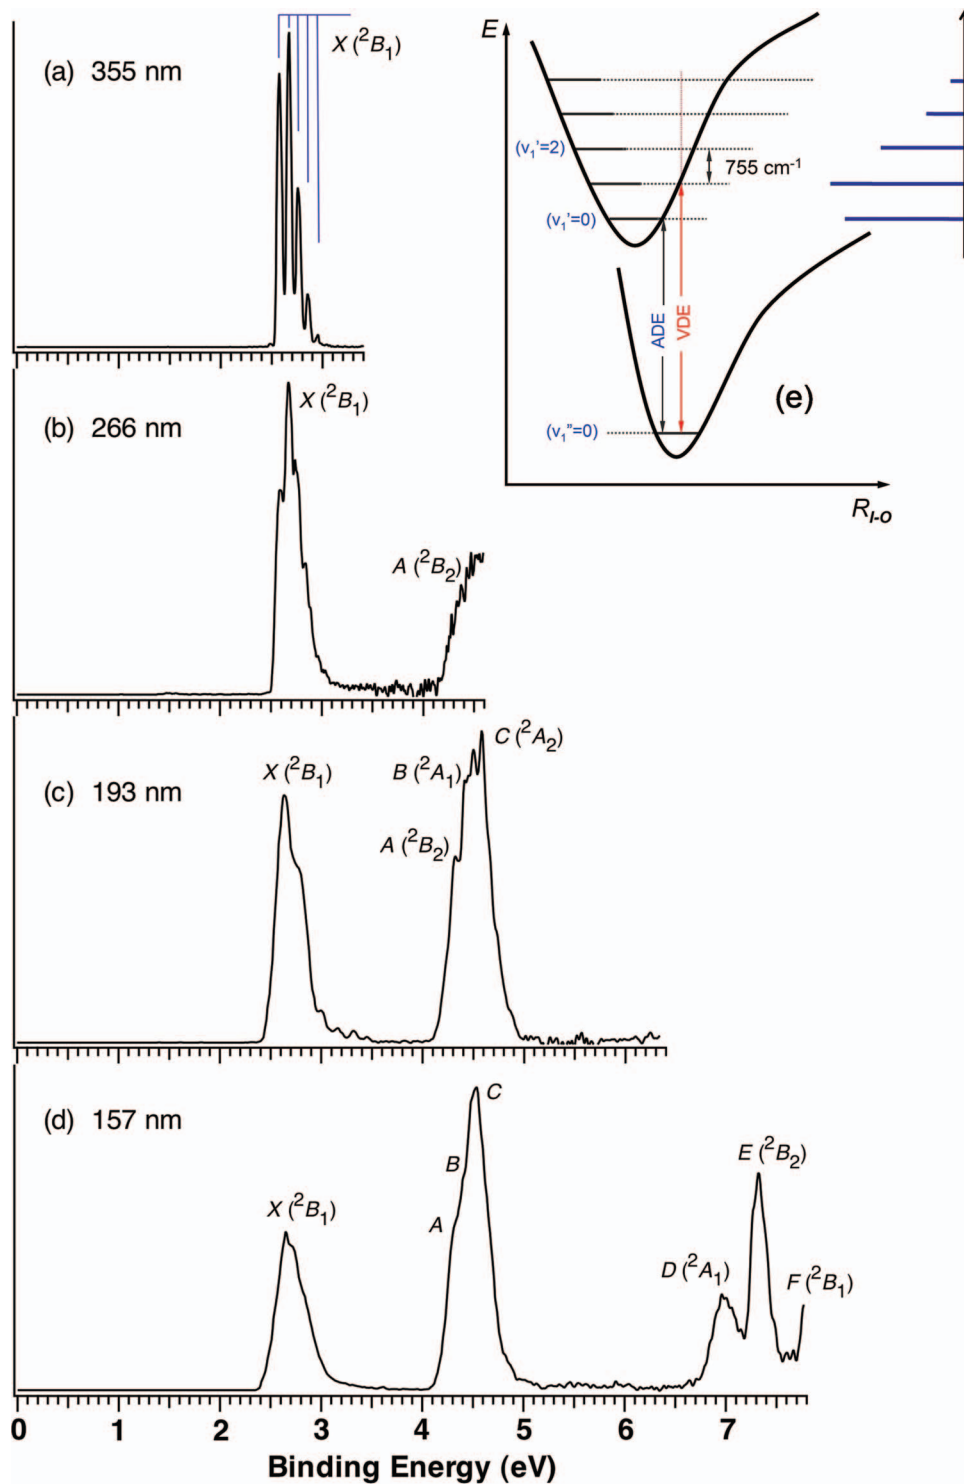 (a) 355 nm
X (²B₁)
E
(v₁'=2)
755 cm⁻¹
(v₁'=0)
ADE
VDE
(e)
(v₁''=0)
R_I-O
(b) 266 nm
X (²B₁)
A (²B₂)
(c) 193 nm
X (²B₁)
C (²A₂)
B (²A₁)
A (²B₂)
(d) 157 nm
X (²B₁)
C
B
A
E (²B₂)
D (²A₁)
F (²B₁)
0 1 2 3 4 5 6 7
Binding Energy (eV)